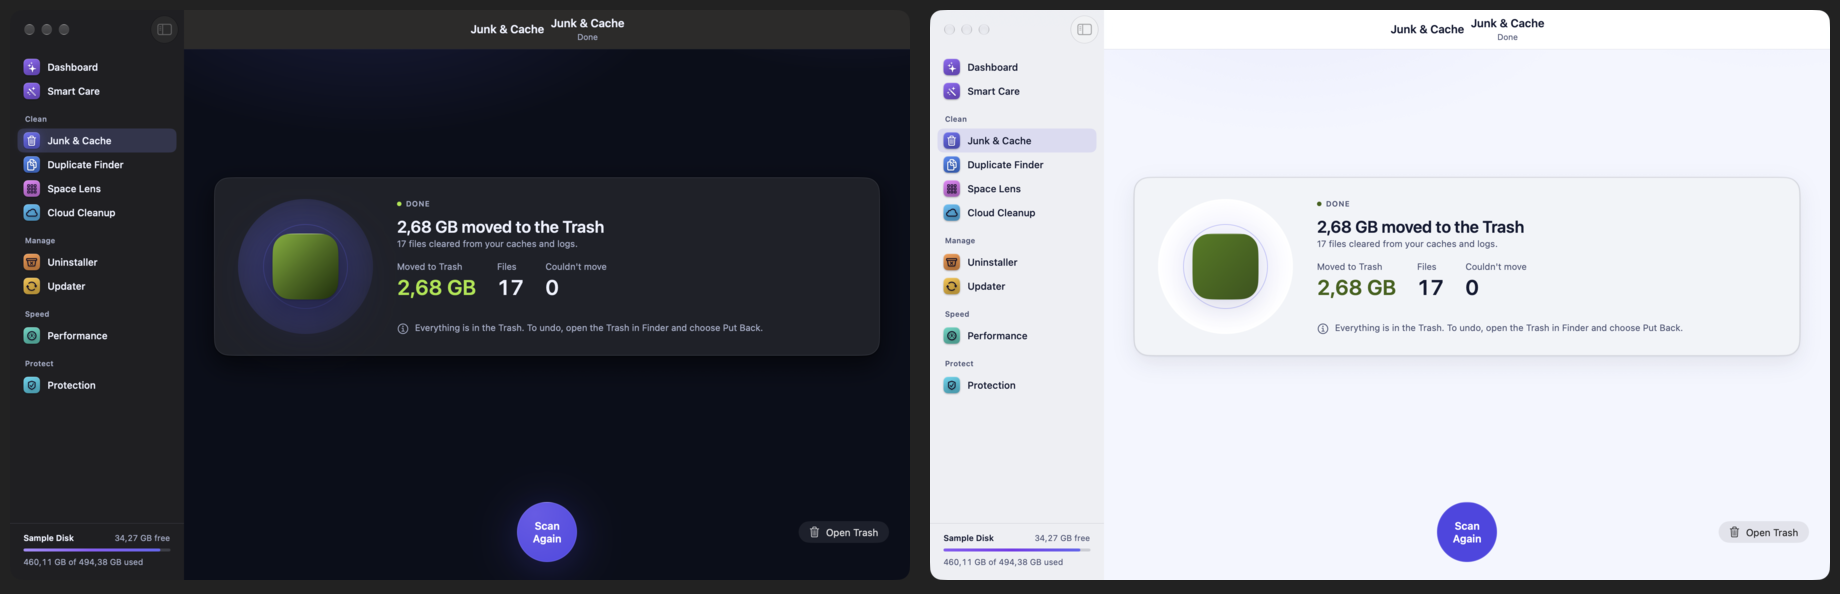 Junk & Cache
Junk & Cache
Done
Dashboard
Smart Care
Clean
Junk & Cache
Duplicate Finder
Space Lens
Cloud Cleanup
Manage
Uninstaller
Updater
Speed
Performance
Protect
Protection
Sample Disk 34,27 GB free
460,11 GB of 494,38 GB used
DONE
2,68 GB moved to the Trash
17 files cleared from your caches and logs.
Moved to Trash Files Couldn't move
2,68 GB 17 0
Everything is in the Trash. To undo, open the Trash in Finder and choose Put Back.
Scan
Again
Open Trash
Junk & Cache
Junk & Cache
Done
Dashboard
Smart Care
Clean
Junk & Cache
Duplicate Finder
Space Lens
Cloud Cleanup
Manage
Uninstaller
Updater
Speed
Performance
Protect
Protection
Sample Disk 34,27 GB free
460,11 GB of 494,38 GB used
DONE
2,68 GB moved to the Trash
17 files cleared from your caches and logs.
Moved to Trash Files Couldn't move
2,68 GB 17 0
Everything is in the Trash. To undo, open the Trash in Finder and choose Put Back.
Scan
Again
Open Trash